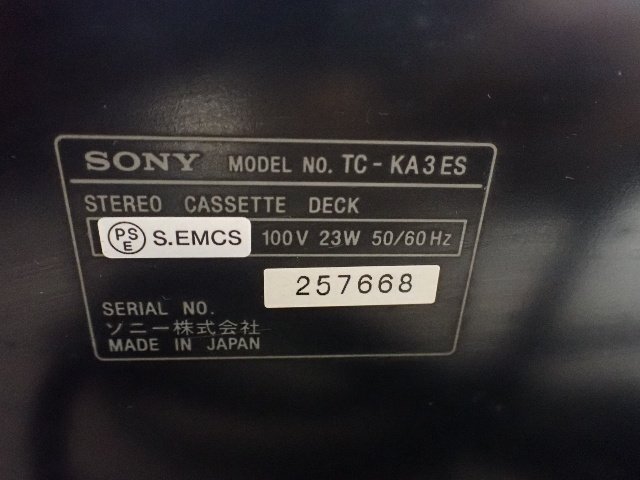 SONY MODEL NO. TC-KA3ES
STEREO CASSETTE DECK
PSE S.EMCS 100V 23W 50/60Hz
257668
SERIAL NO.
ソニー株式会社
MADE IN JAPAN